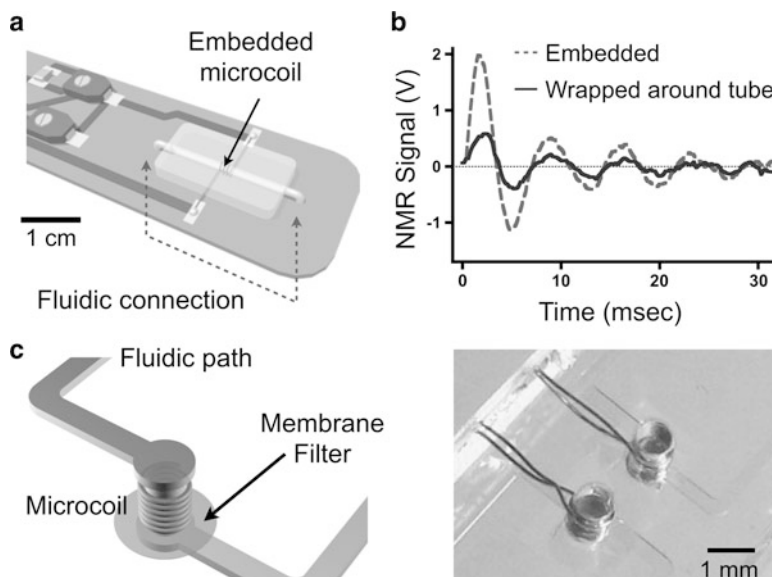 a
Embedded
microcoil
1 cm
Fluidic connection
b
NMR Signal (V)
2
1
0
-1
Embedded
Wrapped around tube
0
10
20
30
Time (msec)
c
Fluidic path
Membrane
Filter
Microcoil
1 mm